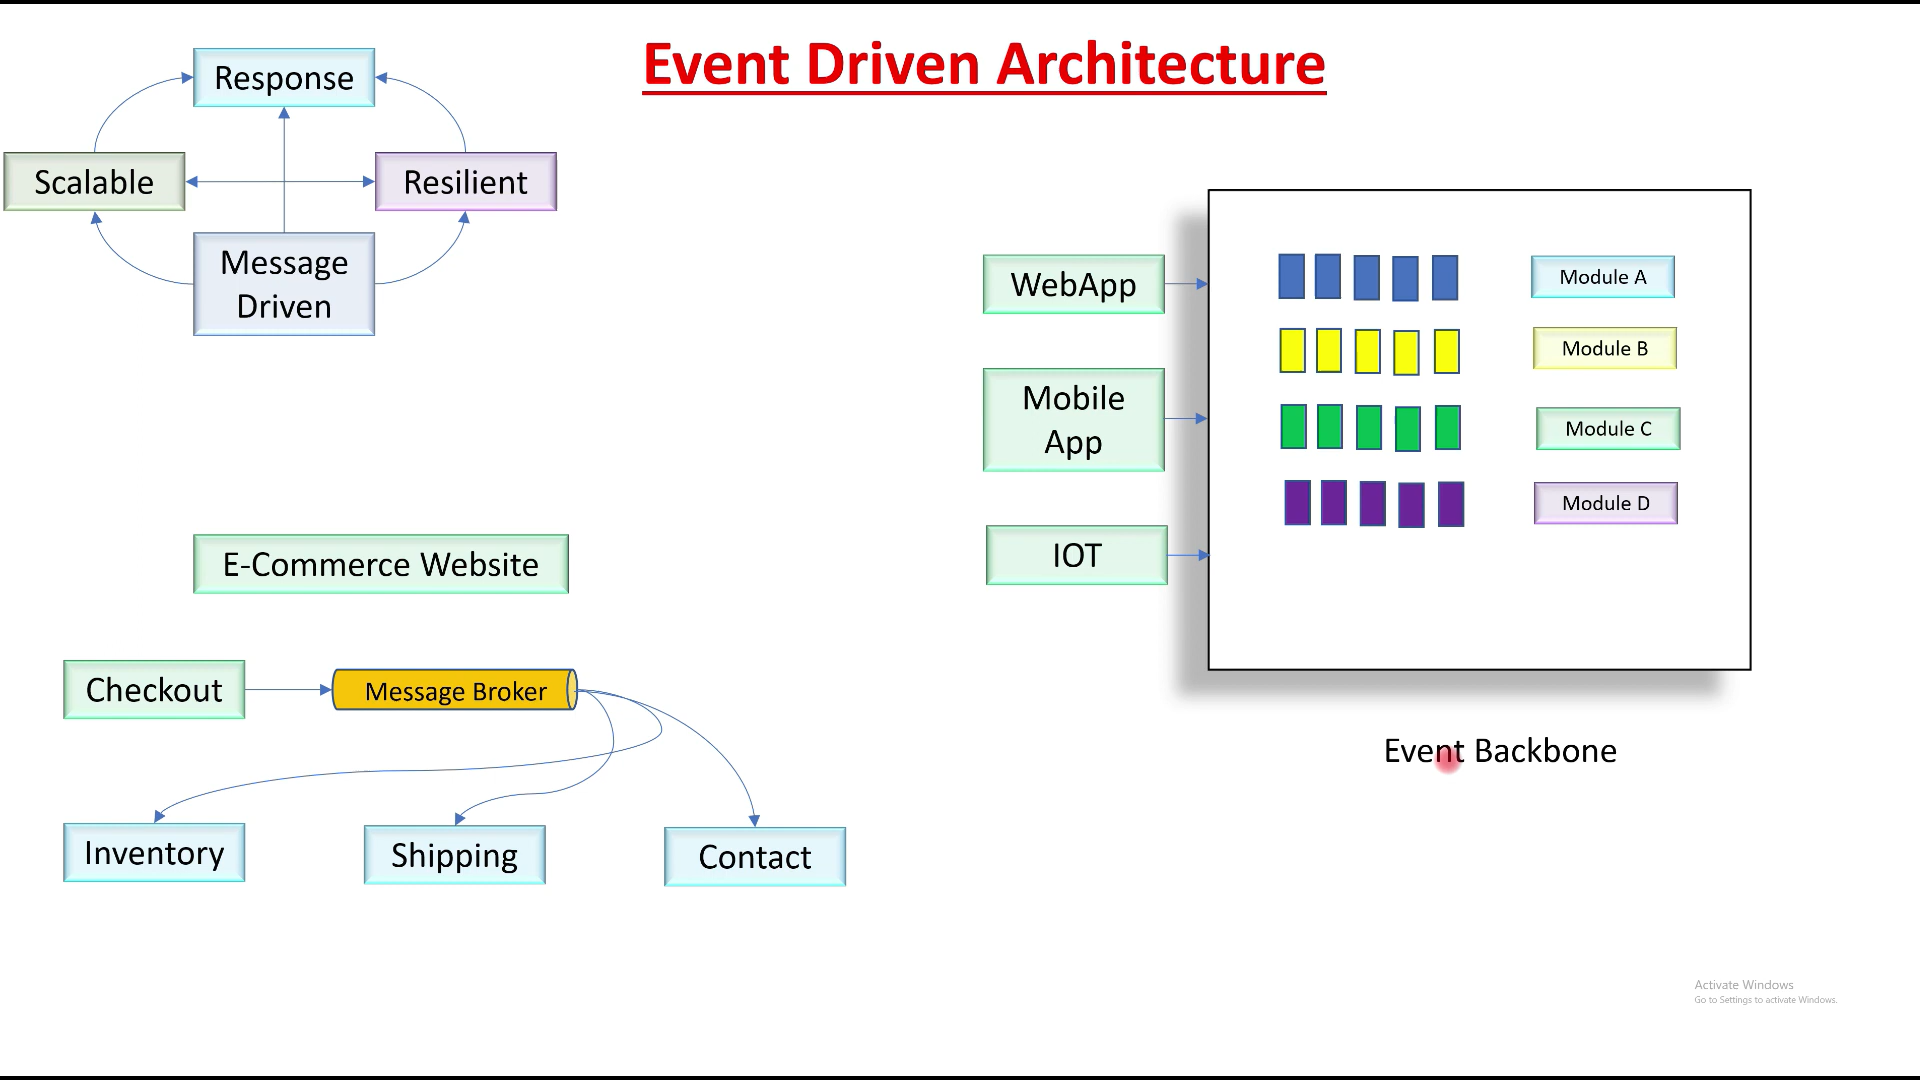 Event Driven Architecture
Response
Scalable
Resilient
Message
Driven
E-Commerce Website
Checkout
Message Broker
Inventory
Shipping
Contact
WebApp
Mobile
App
IOT
Module A
Module B
Module C
Module D
Event Backbone
Activate Windows
Go to Settings to activate Windows.